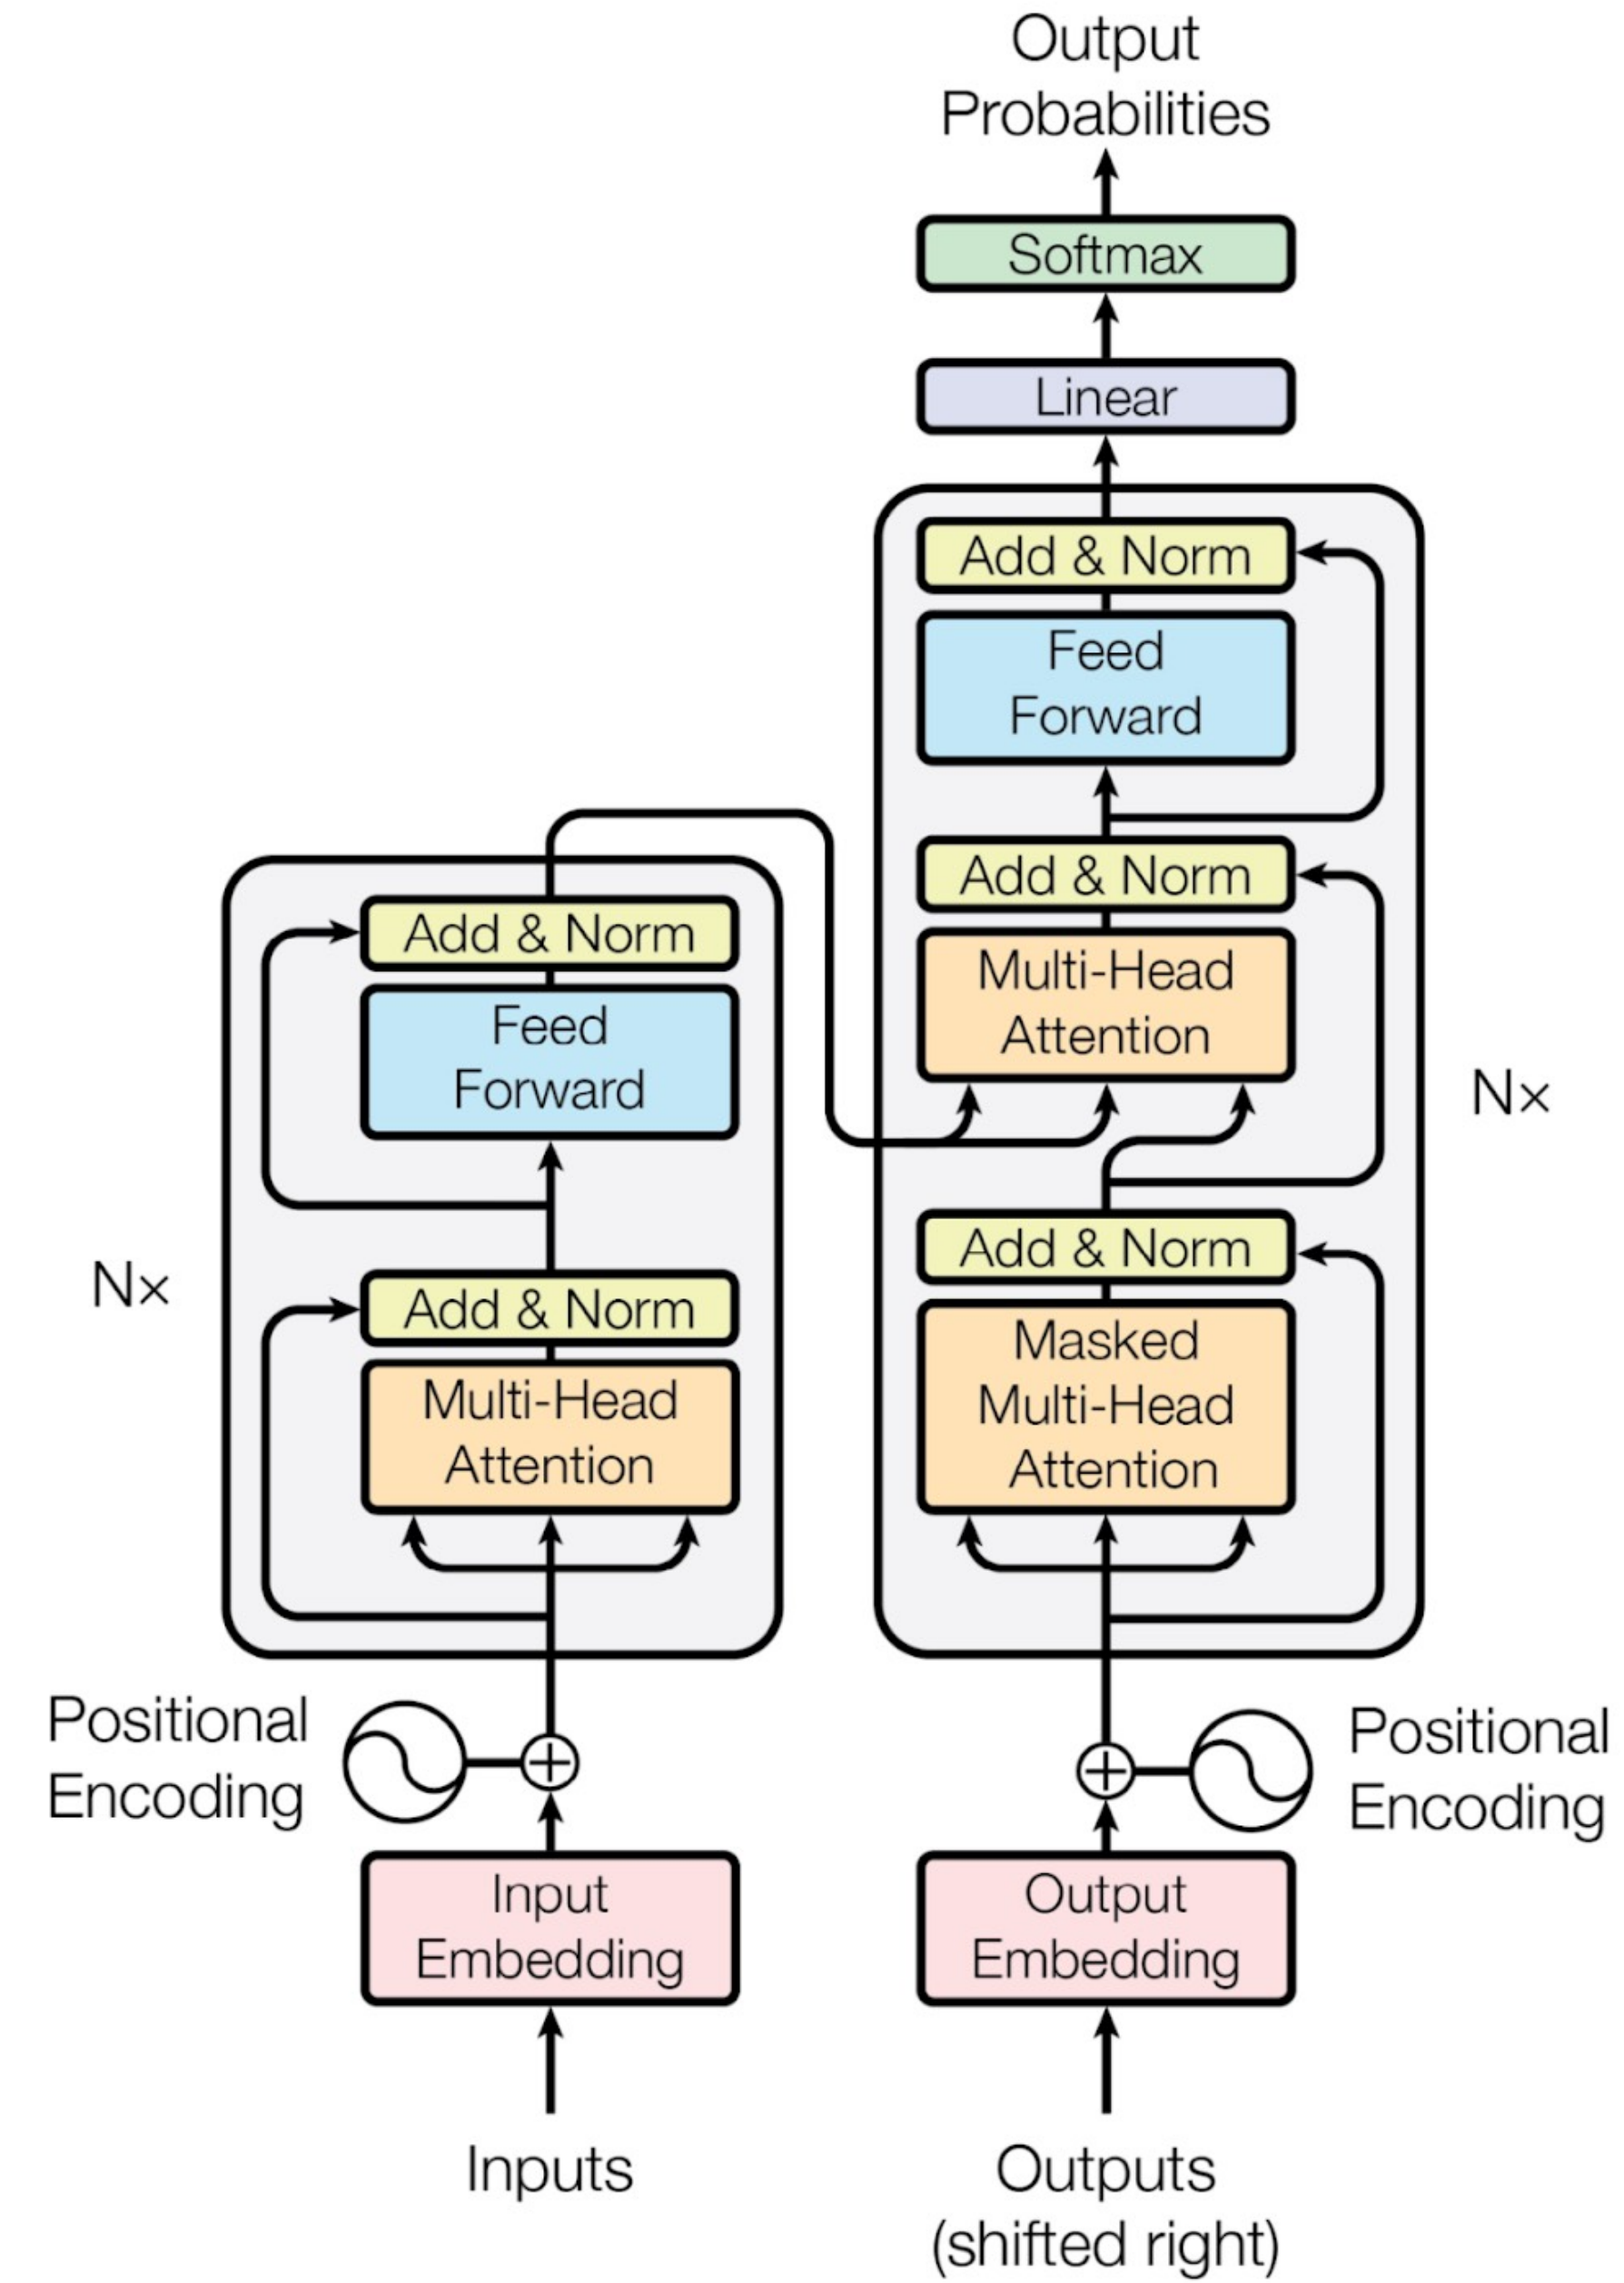 Output
Probabilities
Softmax
Linear
Add & Norm
Feed
Forward
Add & Norm
Multi-Head
Attention
Add & Norm
Masked
Multi-Head
Attention
Nx
Add & Norm
Feed
Forward
Add & Norm
Multi-Head
Attention
Nx
Positional
Encoding
Input
Embedding
Inputs
Positional
Encoding
Output
Embedding
Outputs
(shifted right)